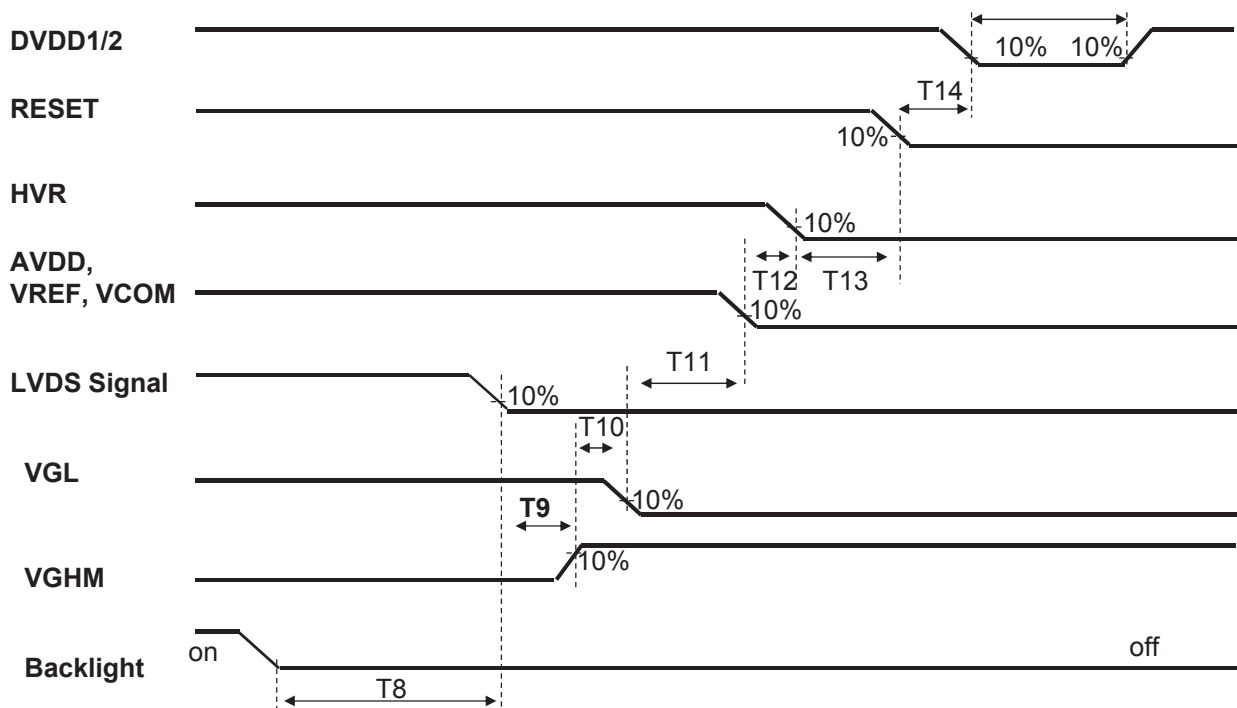 DVDD1/2
10% 10%
T14
RESET
10%
HVR
10%
AVDD,
VREF, VCOM
T12 T13
10%
T11
LVDS Signal
10%
T10
VGL
10%
T9
VGHM
10%
on
off
Backlight
T8